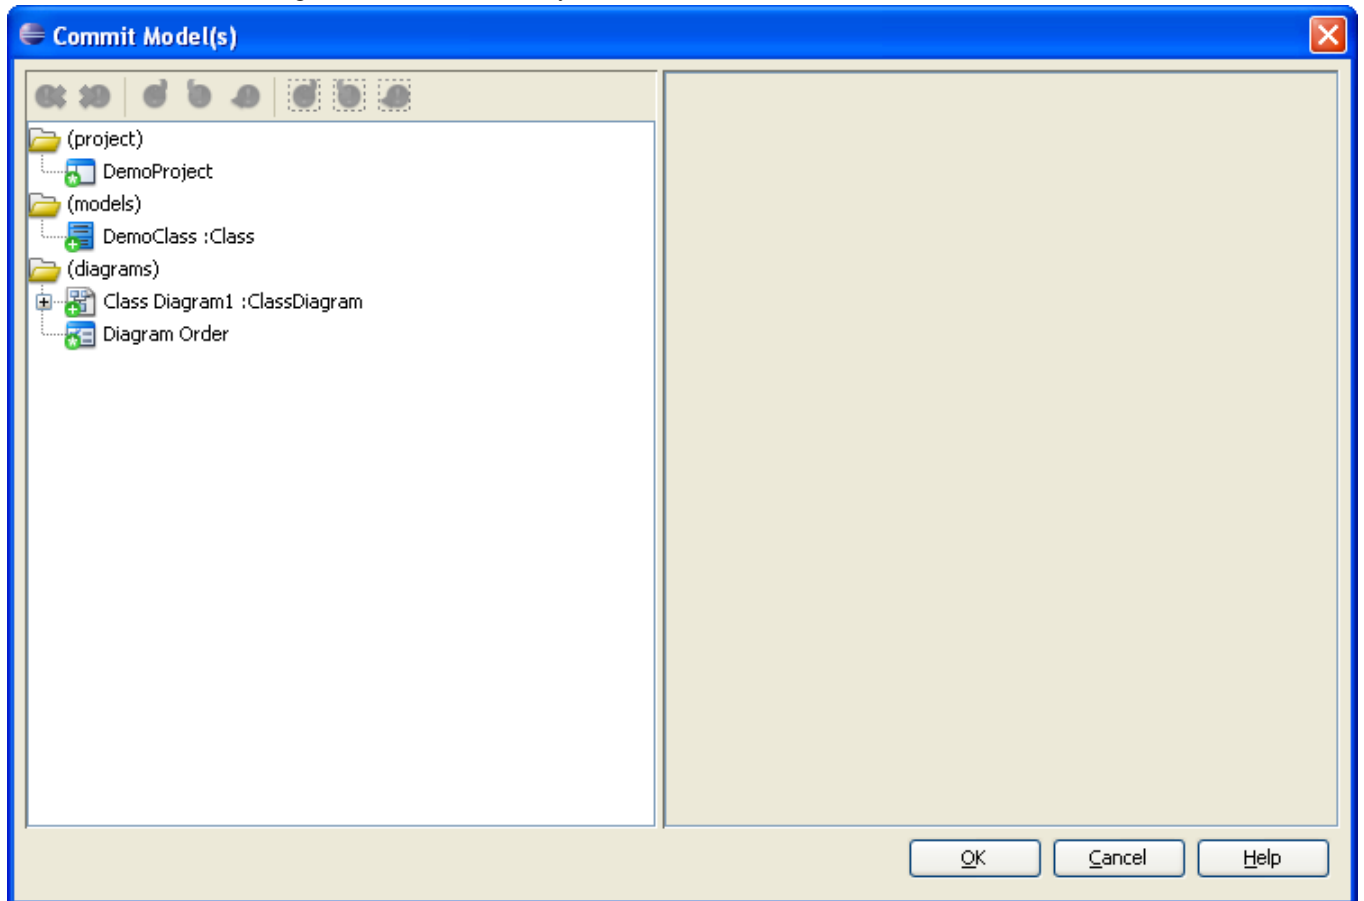 Commit Model(s)
(project)
DemoProject
(models)
DemoClass :Class
(diagrams)
Class Diagram1 :ClassDiagram
Diagram Order
OK
Cancel
Help